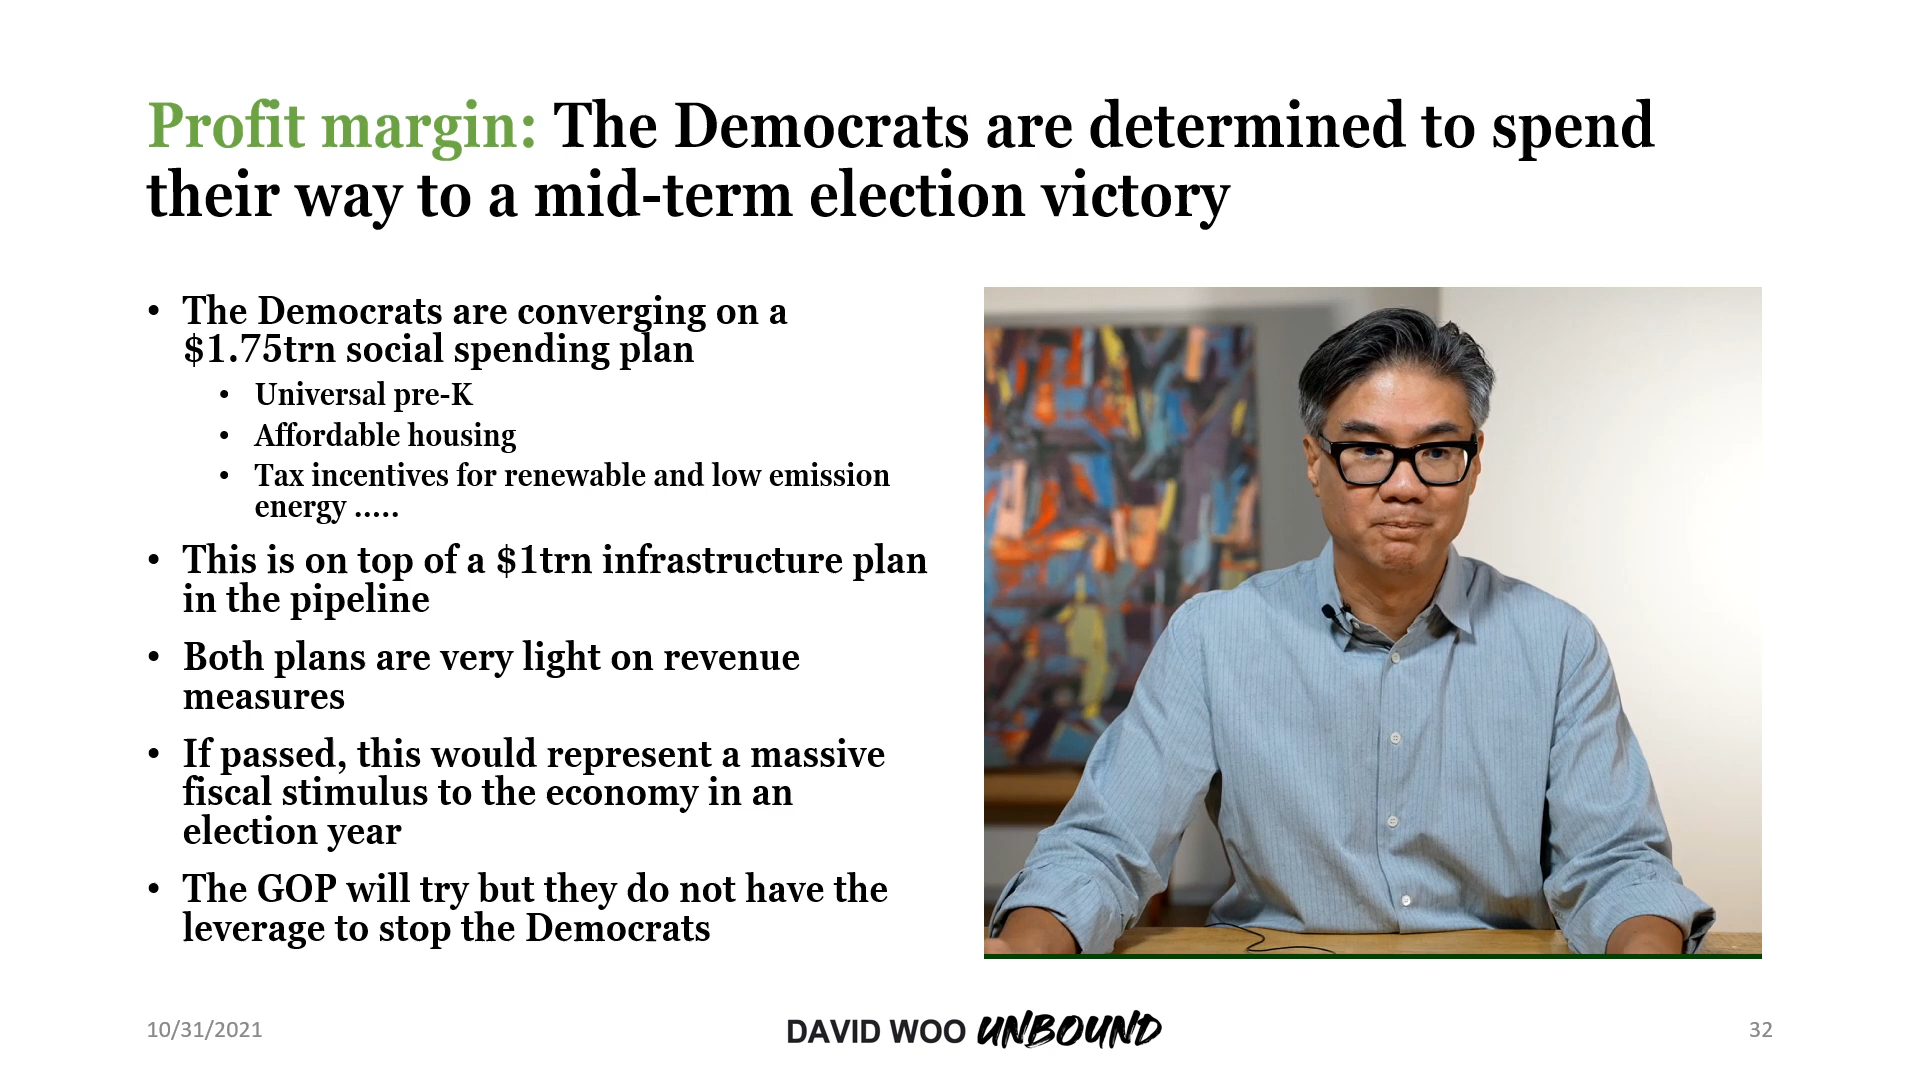 Profit margin: The Democrats are determined to spend
their way to a mid-term election victory
• The Democrats are converging on a
$1.75trn social spending plan
• Universal pre-K
• Affordable housing
• Tax incentives for renewable and low emission
energy .....
• This is on top of a $1trn infrastructure plan
in the pipeline
• Both plans are very light on revenue
measures
• If passed, this would represent a massive
fiscal stimulus to the economy in an
election year
• The GOP will try but they do not have the
leverage to stop the Democrats
10/31/2021
DAVID WOO UNBOUND
32